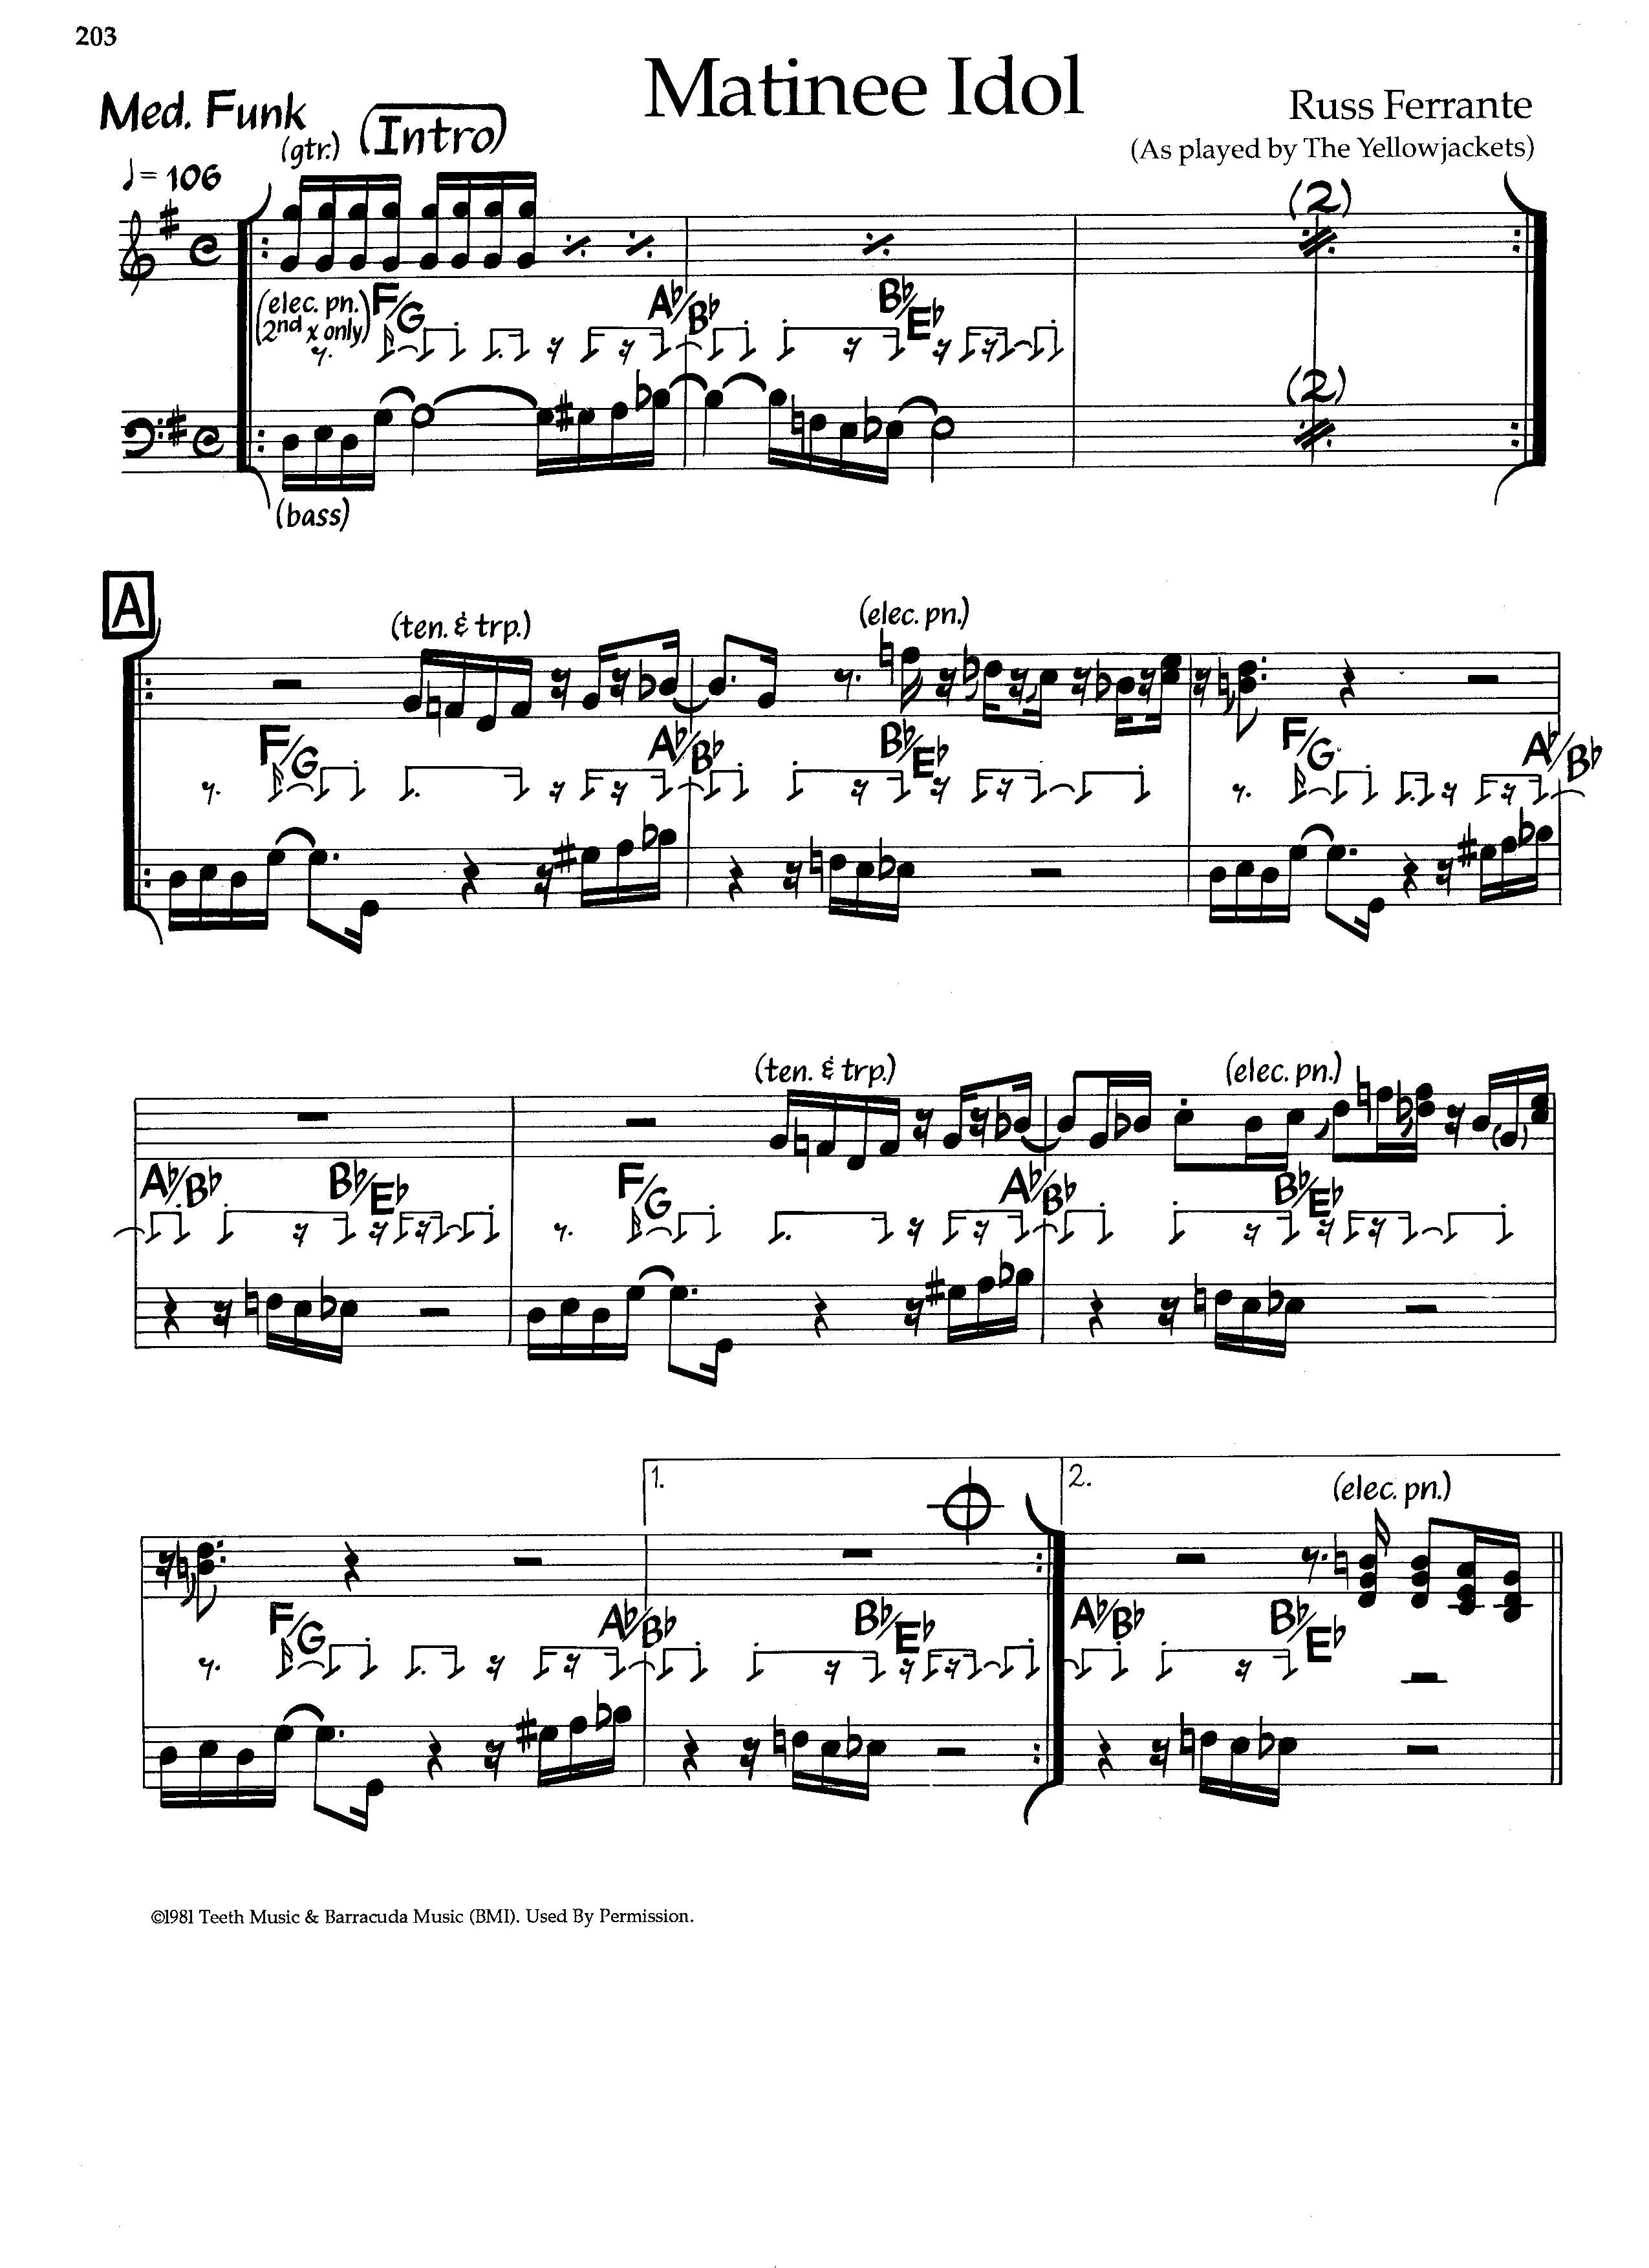 203
Matinee Idol
Med. Funk
Intro
Russ Ferrante
(As played by The Yellowjackets)
♩= 106
(gtr.)
(2)
(elec. pn.) F/G A♭/B♭ B♭/E♭
(2nd x only)
(2)
(bass)
A
(ten. & trp.) (elec. pn.)
F/G A♭/B♭ B♭/E♭ F/G A♭/B♭
(ten. & trp.) (elec. pn.)
A♭/B♭ B♭/E♭ F/G A♭/B♭ B♭/E♭
1. 2. (elec. pn.)
F/G A♭/B♭ B♭/E♭ A♭/B♭ B♭/E♭
©1981 Teeth Music & Barracuda Music (BMI). Used By Permission.